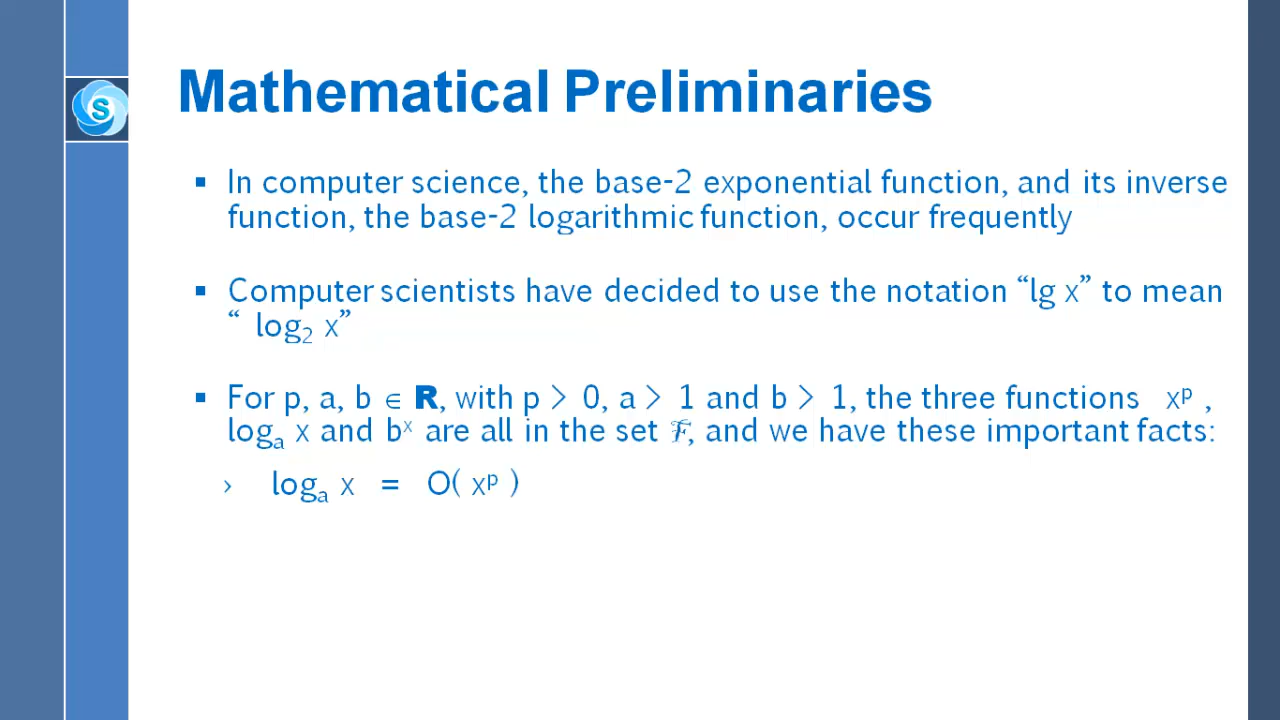 S
Mathematical Preliminaries
▪ In computer science, the base-2 exponential function, and its inverse
function, the base-2 logarithmic function, occur frequently
▪ Computer scientists have decided to use the notation “lg x” to mean
“ log₂ x”
▪ For p, a, b ∈ R, with p > 0, a > 1 and b > 1, the three functions xᵖ ,
logₐ x and bˣ are all in the set ℱ, and we have these important facts:
› logₐ x = O( xᵖ )